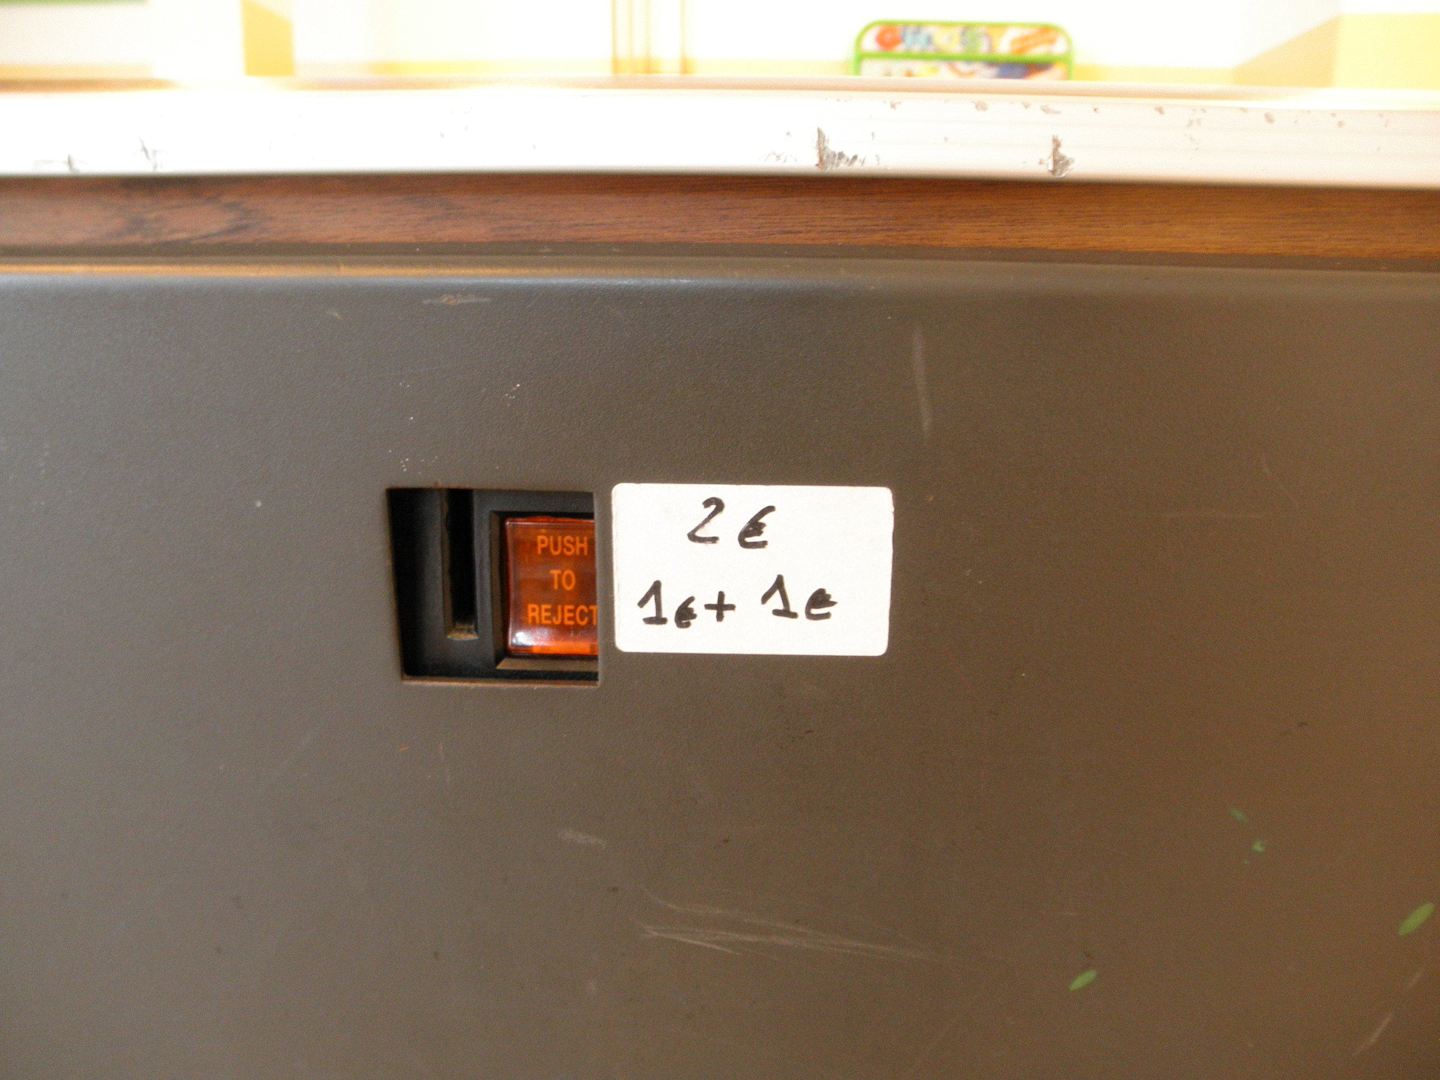 PUSH
TO
REJECT
2 €
1€ + 1€